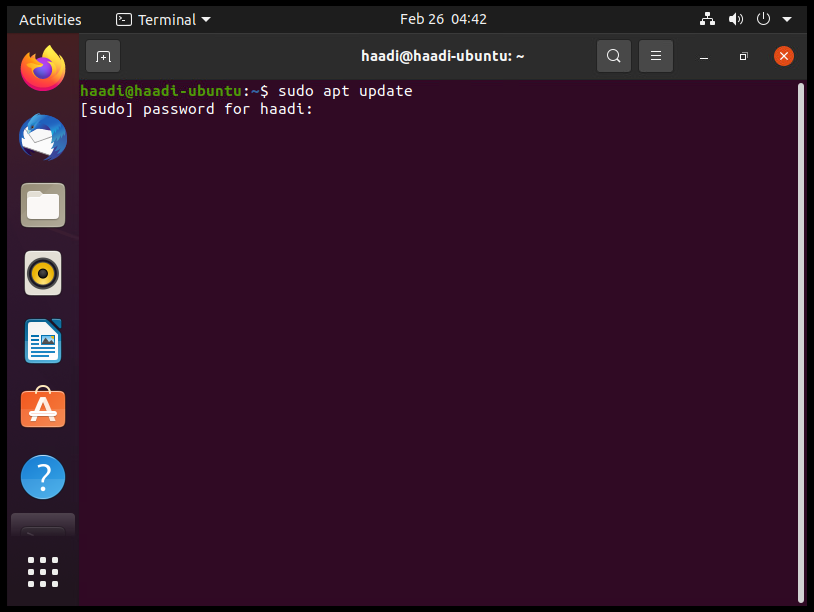 Activities
Terminal
Feb 26 04:42
haadi@haadi-ubuntu: ~
haadi@haadi-ubuntu:~$ sudo apt update
[sudo] password for haadi: